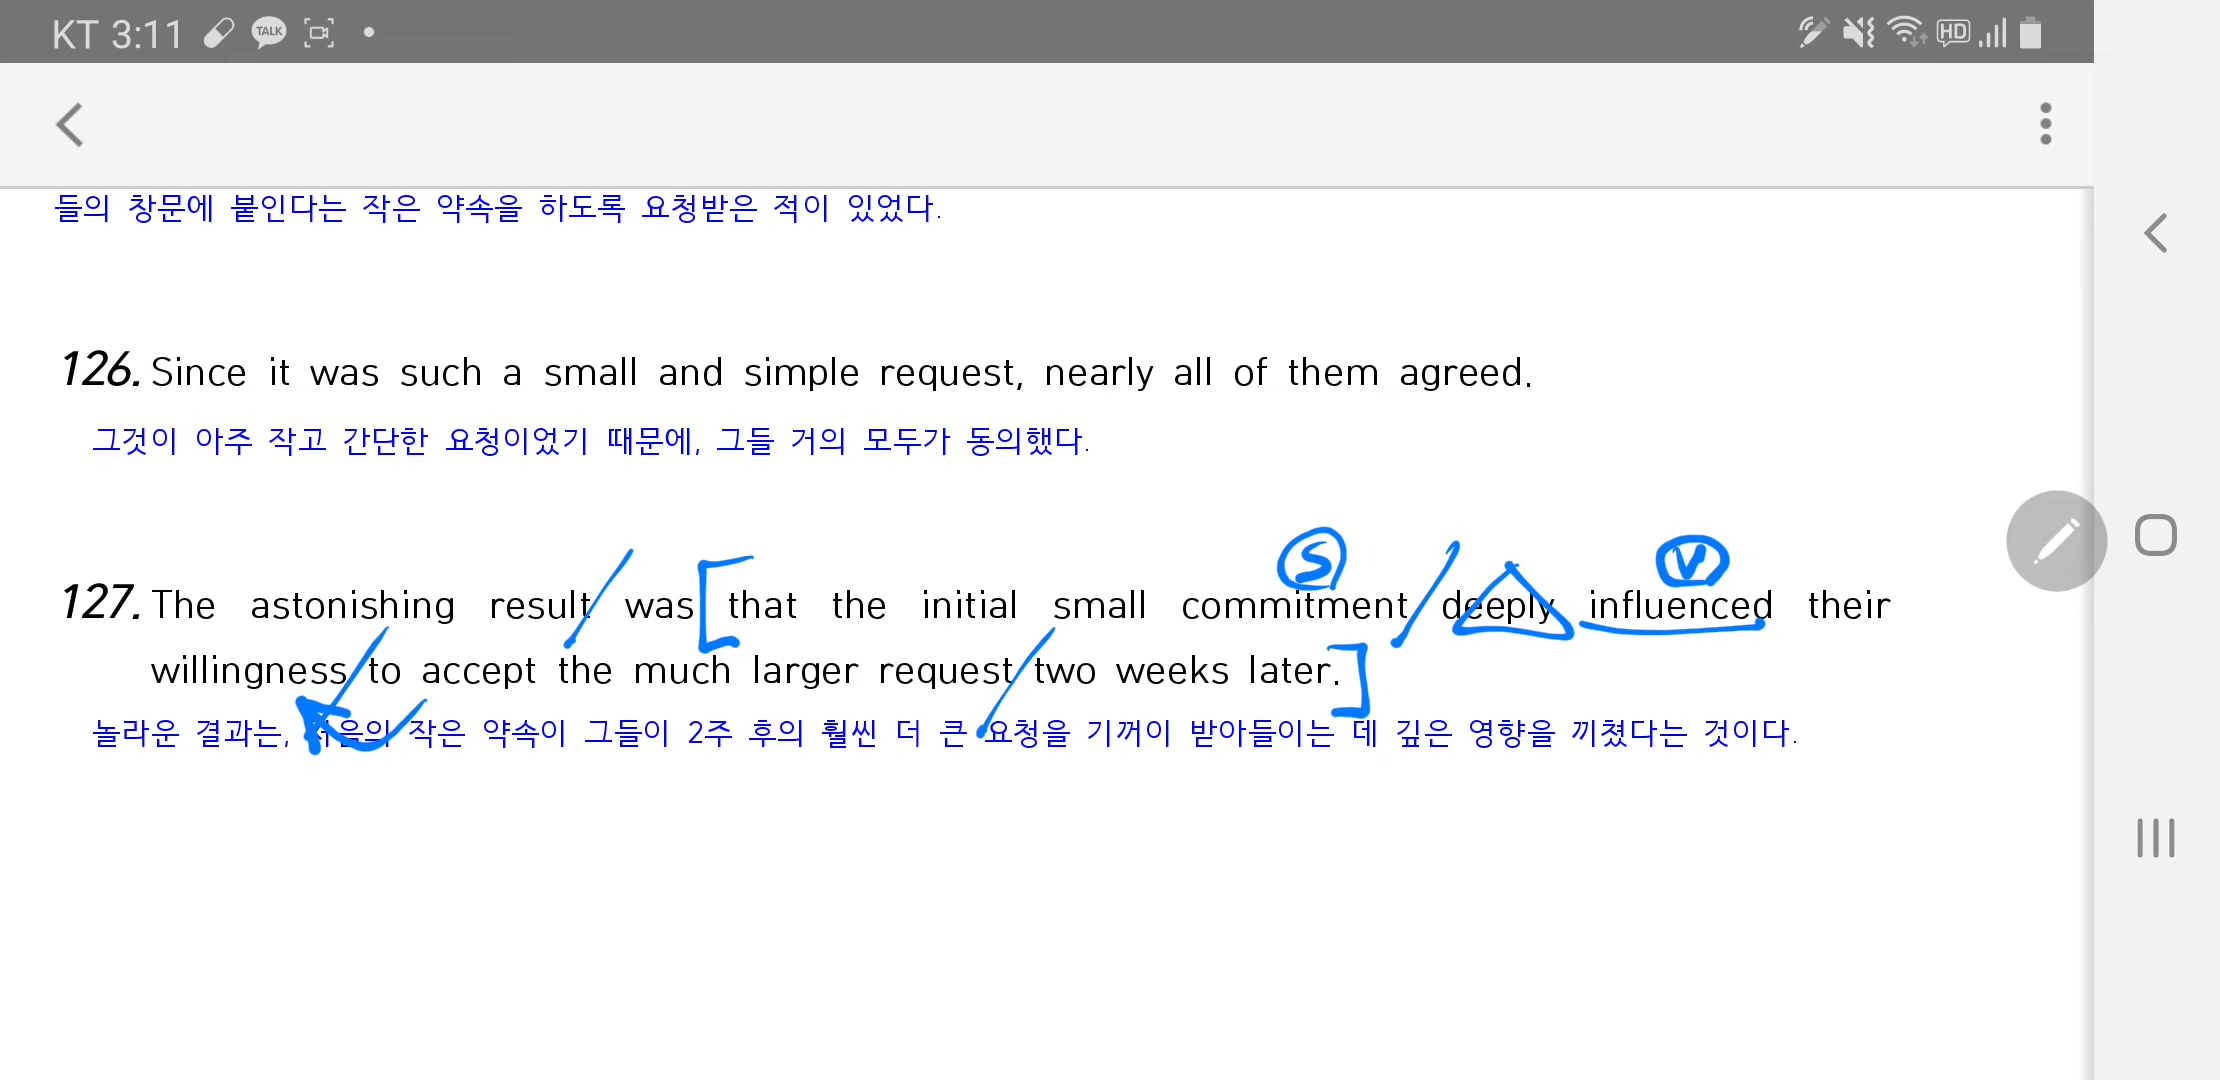 KT 3:11 TALK HD
들의 창문에 붙인다는 작은 약속을 하도록 요청받은 적이 있었다.
126. Since it was such a small and simple request, nearly all of them agreed.
그것이 아주 작고 간단한 요청이었기 때문에, 그들 거의 모두가 동의했다.
S V
127. The astonishing result was [that the initial small commitment deeply influenced their
willingness to accept the much larger request two weeks later.]
놀라운 결과는, 처음의 작은 약속이 그들이 2주 후의 훨씬 더 큰 요청을 기꺼이 받아들이는 데 깊은 영향을 끼쳤다는 것이다.